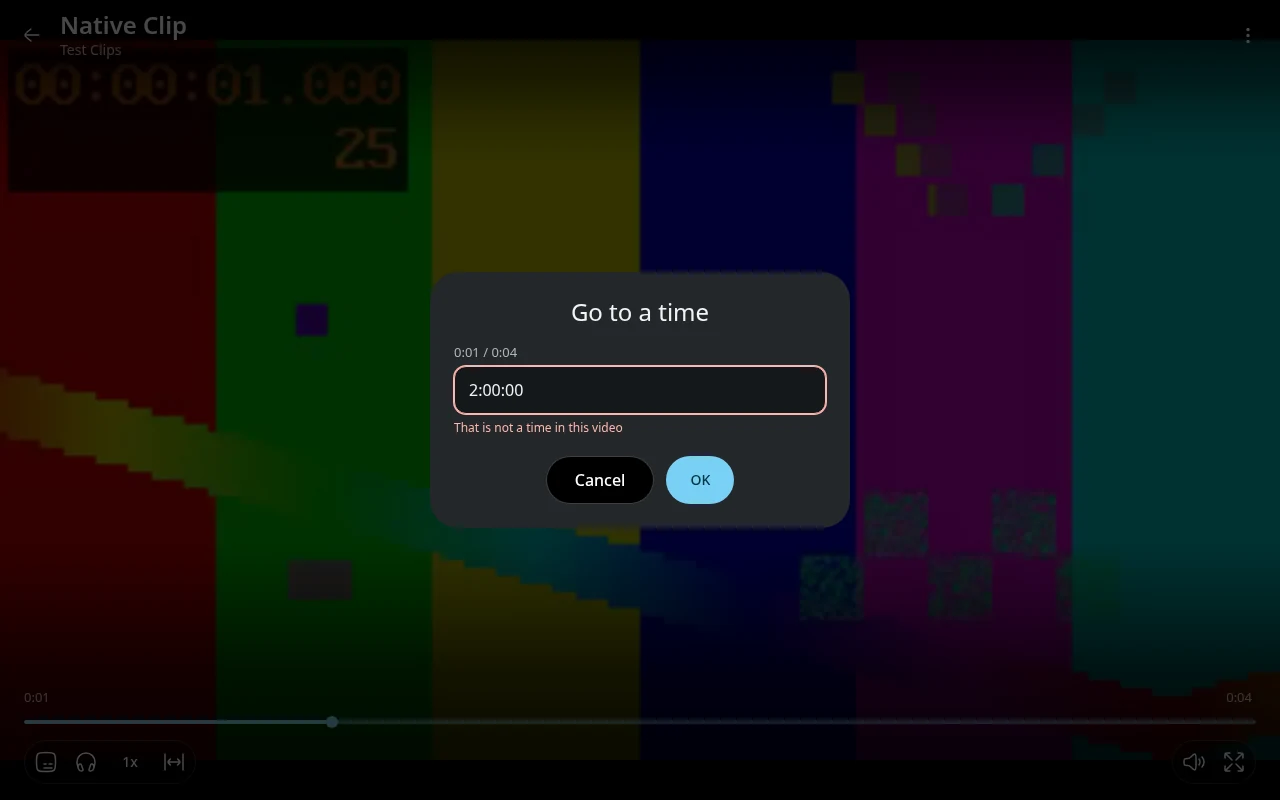 Native Clip
Test Clips
00:00:01.000
25
Go to a time
0:01 / 0:04
2:00:00
That is not a time in this video
Cancel
OK
0:01
0:04
1x